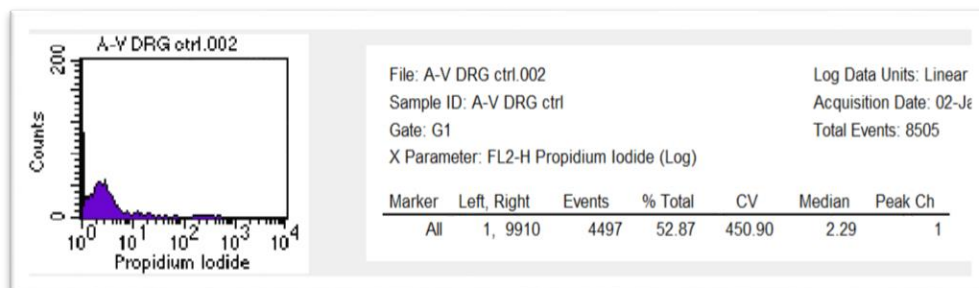 A-V DRG ctrl.002
200
Counts
0
10^0 10^1 10^2 10^3 10^4
Propidium Iodide
File: A-V DRG ctrl.002 Log Data Units: Linear
Sample ID: A-V DRG ctrl Acquisition Date: 02-Ja
Gate: G1 Total Events: 8505
X Parameter: FL2-H Propidium Iodide (Log)
Marker Left, Right Events % Total CV Median Peak Ch
All 1, 9910 4497 52.87 450.90 2.29 1